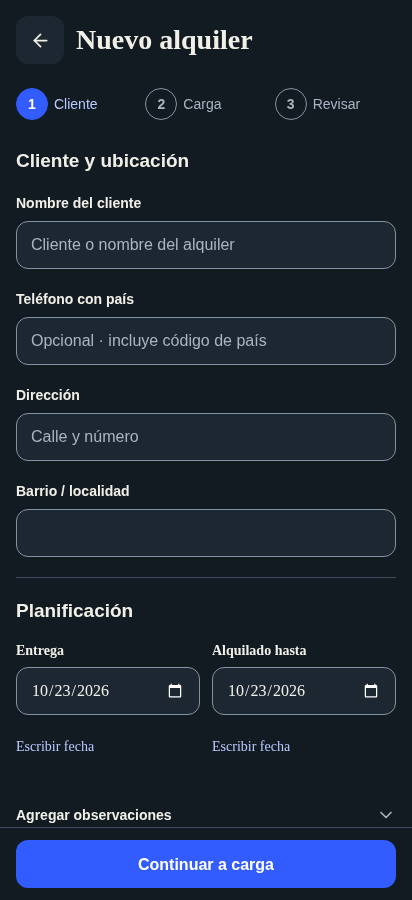 Nuevo alquiler
1 Cliente 2 Carga 3 Revisar
Cliente y ubicación
Nombre del cliente
Cliente o nombre del alquiler
Teléfono con país
Opcional · incluye código de país
Dirección
Calle y número
Barrio / localidad
Planificación
Entrega Alquilado hasta
10/23/2026 10/23/2026
Escribir fecha Escribir fecha
Agregar observaciones
Continuar a carga